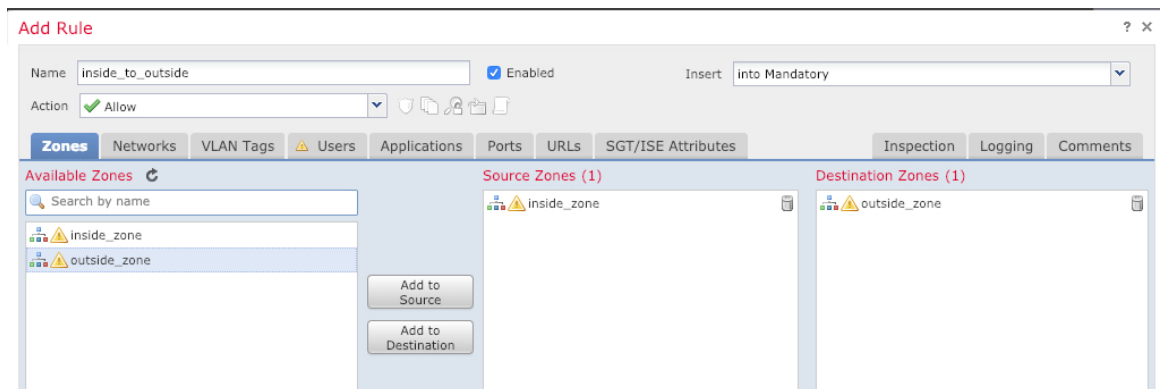 Add Rule
? ×
Name inside_to_outside Enabled Insert into Mandatory
Action Allow
Zones Networks VLAN Tags Users Applications Ports URLs SGT/ISE Attributes Inspection Logging Comments
Available Zones Source Zones (1) Destination Zones (1)
Search by name inside_zone outside_zone
inside_zone
outside_zone
Add to
Source
Add to
Destination